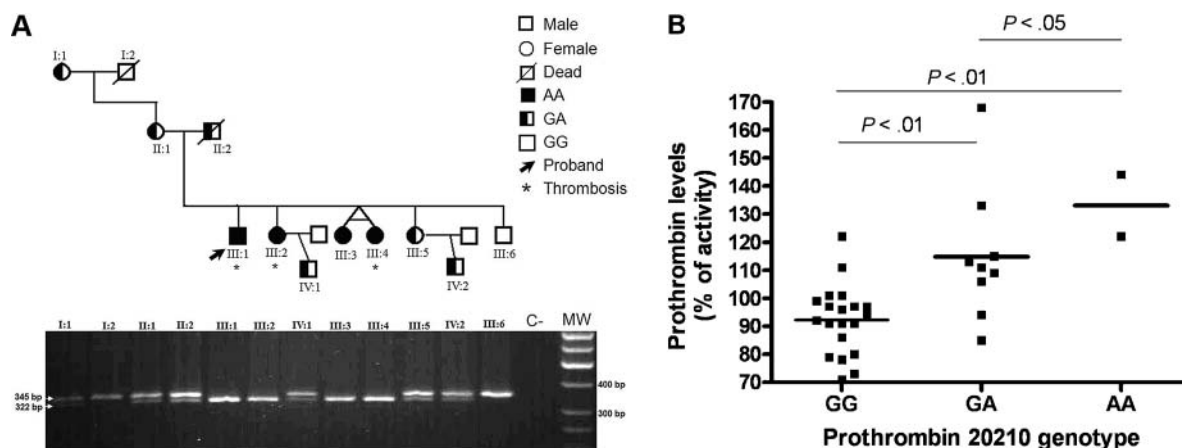 A
I:1
I:2
II:1
II:2
III:1
*
III:2
*
IV:1
III:3
III:4
*
III:5
IV:2
III:6
Male
Female
Dead
AA
GA
GG
Proband
* Thrombosis
I:1 I:2 II:1 II:2 III:1 III:2 IV:1 III:3 III:4 III:5 IV:2 III:6 C- MW
345 bp
322 bp
400 bp
300 bp
B
P < .05
P < .01
P < .01
Prothrombin levels
(% of activity)
170
160
150
140
130
120
110
100
90
80
70
GG GA AA
Prothrombin 20210 genotype